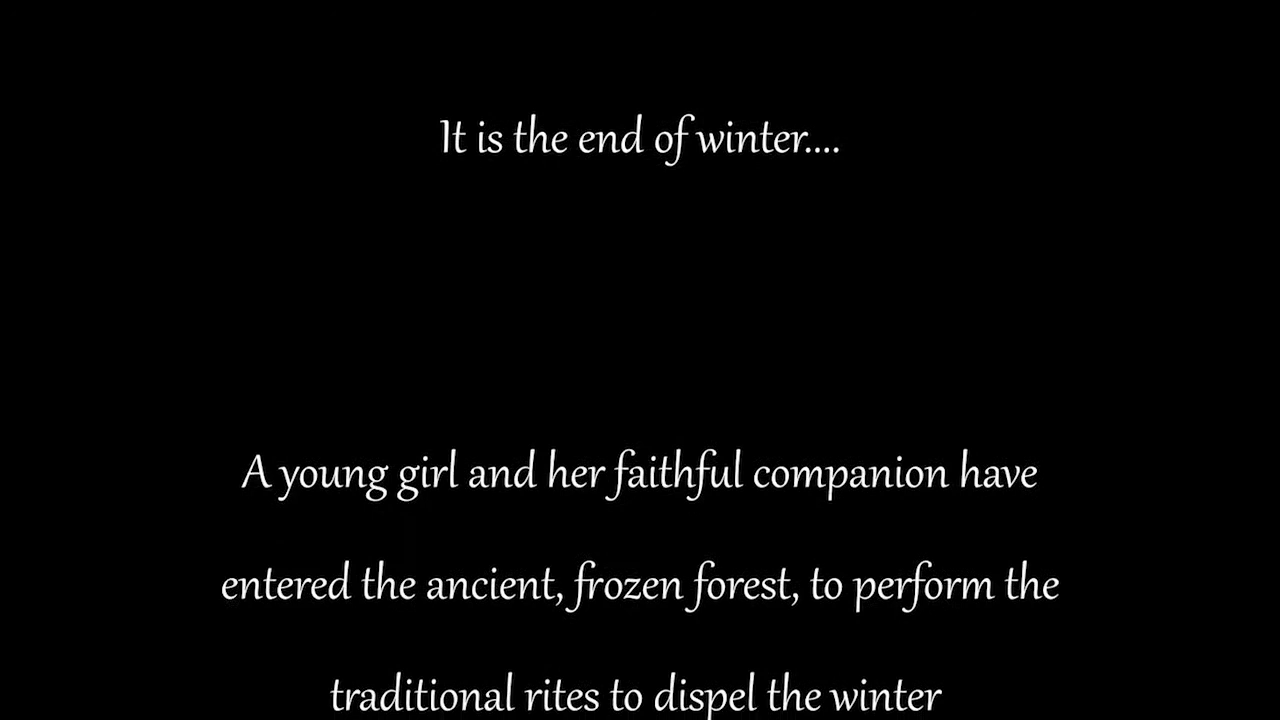 It is the end of winter....
A young girl and her faithful companion have
entered the ancient, frozen forest, to perform the
traditional rites to dispel the winter